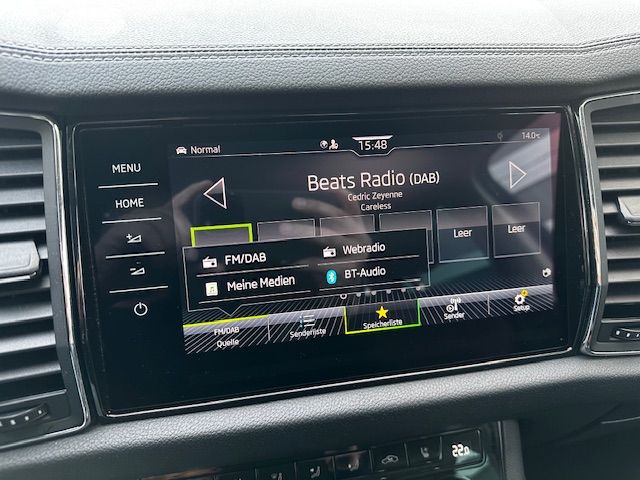 Normal
15:48
14.0°C
MENU
HOME
Beats Radio (DAB)
Cedric Zeyenne
Careless
Leer
Leer
FM/DAB
Webradio
Meine Medien
BT-Audio
FM/DAB
Quelle
Senderliste
Speicherliste
Sender
Setup
22.0